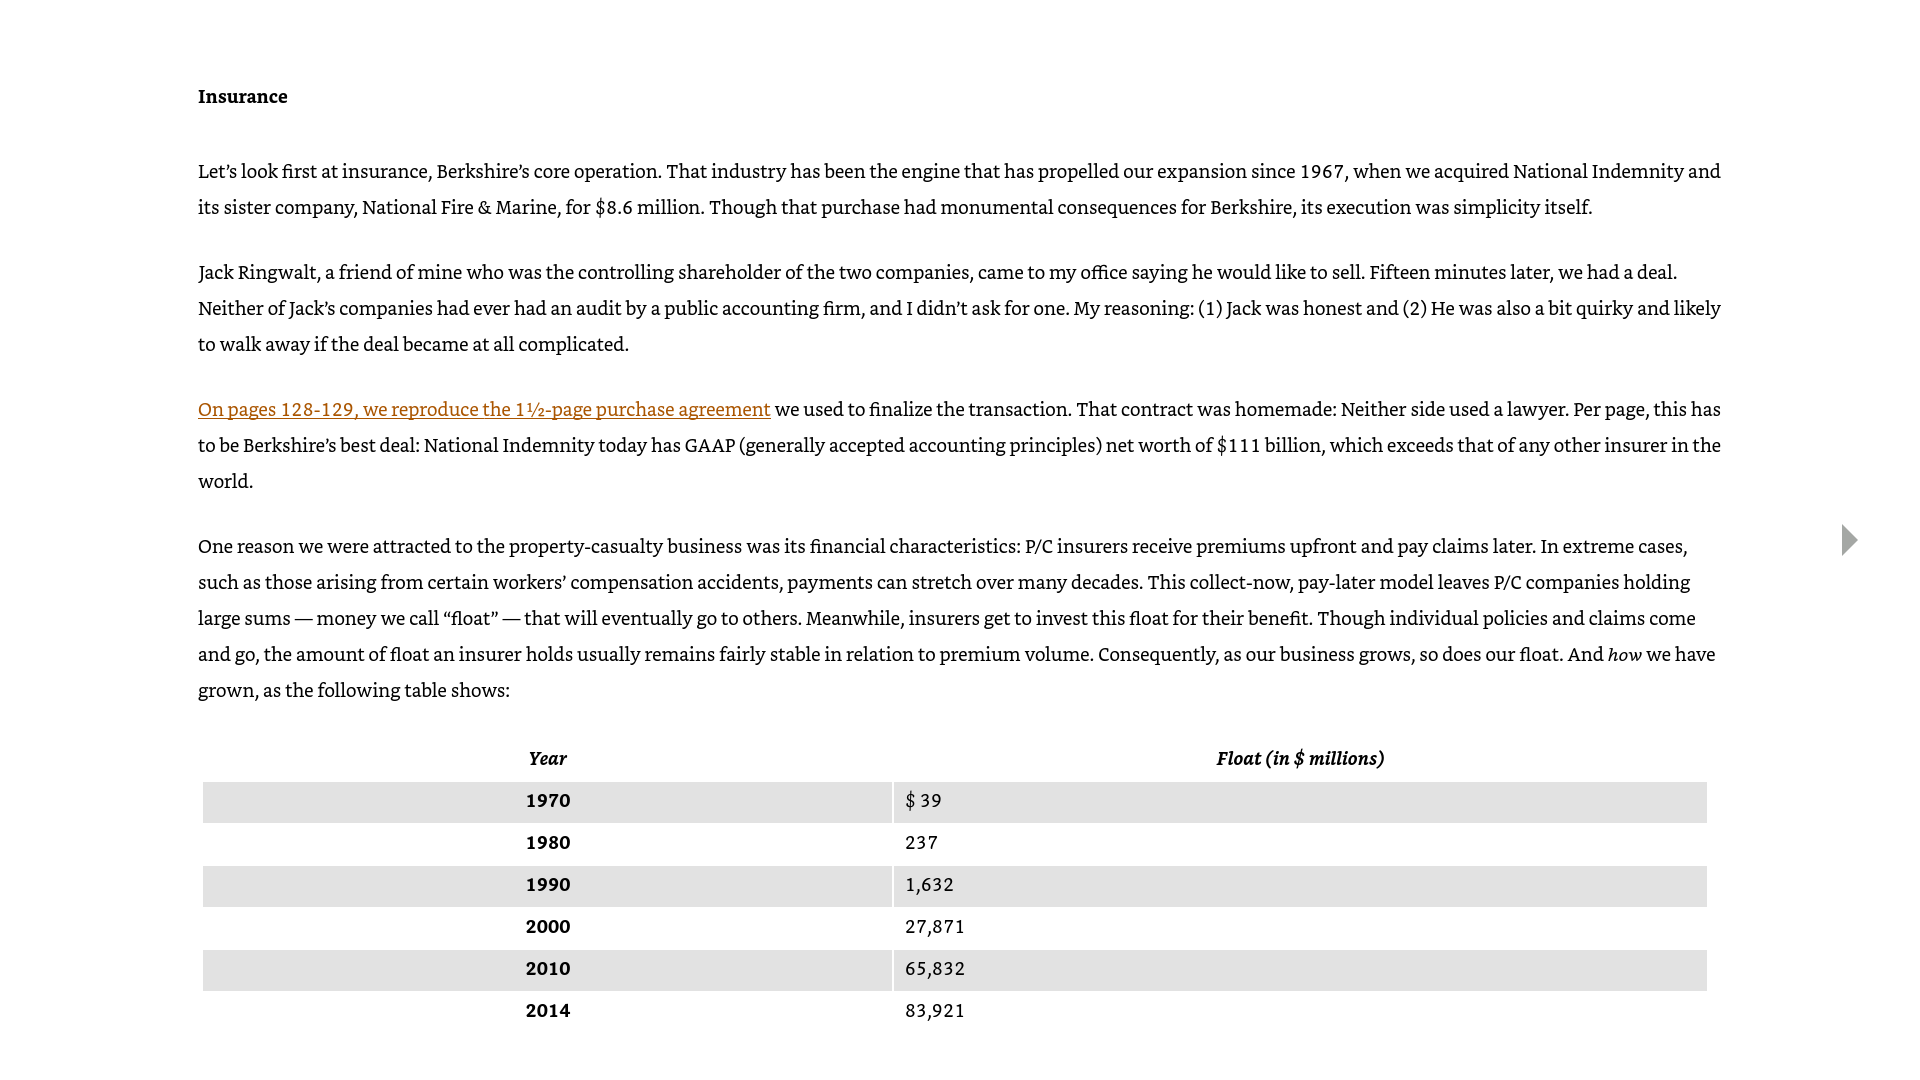 Insurance
Let’s look first at insurance, Berkshire’s core operation. That industry has been the engine that has propelled our expansion since 1967, when we acquired National Indemnity and
its sister company, National Fire & Marine, for $8.6 million. Though that purchase had monumental consequences for Berkshire, its execution was simplicity itself.
Jack Ringwalt, a friend of mine who was the controlling shareholder of the two companies, came to my office saying he would like to sell. Fifteen minutes later, we had a deal.
Neither of Jack’s companies had ever had an audit by a public accounting firm, and I didn’t ask for one. My reasoning: (1) Jack was honest and (2) He was also a bit quirky and likely
to walk away if the deal became at all complicated.
On pages 128-129, we reproduce the 1½-page purchase agreement we used to finalize the transaction. That contract was homemade: Neither side used a lawyer. Per page, this has
to be Berkshire’s best deal: National Indemnity today has GAAP (generally accepted accounting principles) net worth of $111 billion, which exceeds that of any other insurer in the
world.
One reason we were attracted to the property-casualty business was its financial characteristics: P/C insurers receive premiums upfront and pay claims later. In extreme cases,
such as those arising from certain workers’ compensation accidents, payments can stretch over many decades. This collect-now, pay-later model leaves P/C companies holding
large sums — money we call “float” — that will eventually go to others. Meanwhile, insurers get to invest this float for their benefit. Though individual policies and claims come
and go, the amount of float an insurer holds usually remains fairly stable in relation to premium volume. Consequently, as our business grows, so does our float. And how we have
grown, as the following table shows:
Year Float (in $ millions)
1970 $ 39
1980 237
1990 1,632
2000 27,871
2010 65,832
2014 83,921